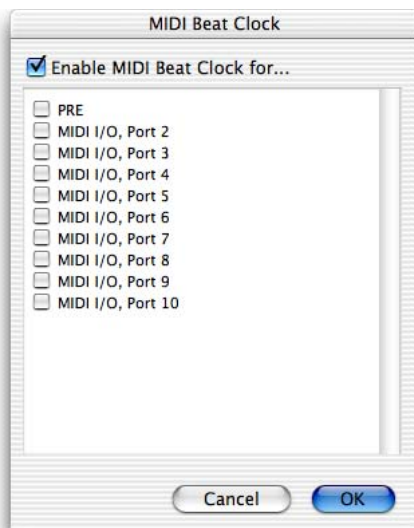 MIDI Beat Clock
Enable MIDI Beat Clock for...
PRE
MIDI I/O, Port 2
MIDI I/O, Port 3
MIDI I/O, Port 4
MIDI I/O, Port 5
MIDI I/O, Port 6
MIDI I/O, Port 7
MIDI I/O, Port 8
MIDI I/O, Port 9
MIDI I/O, Port 10
Cancel OK